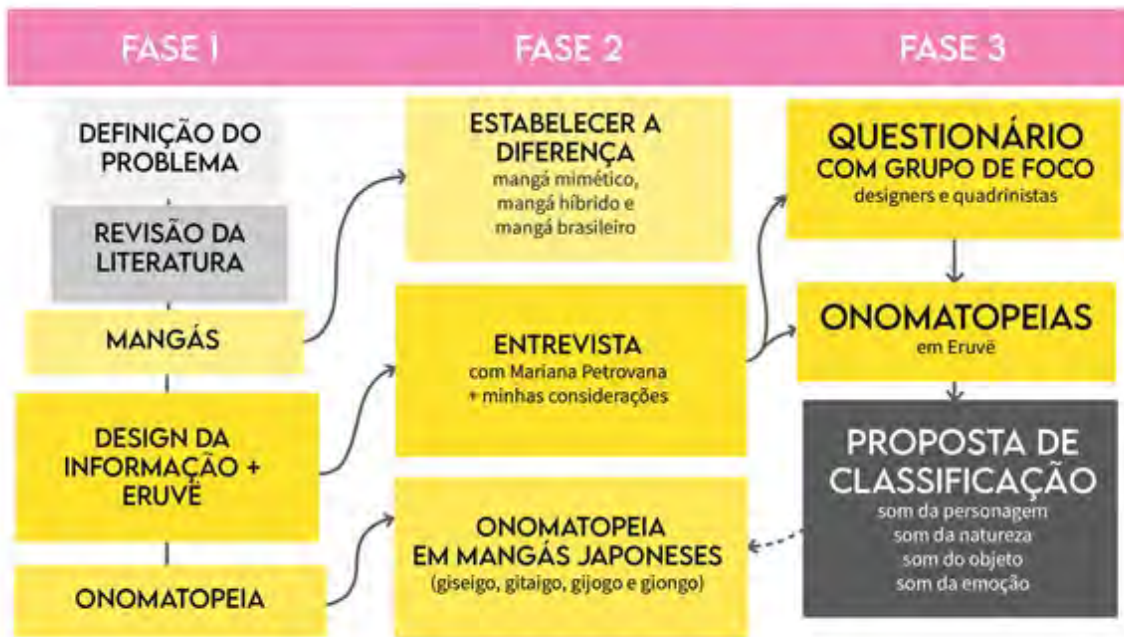 FASE 1
FASE 2
FASE 3
DEFINIÇÃO DO
PROBLEMA
REVISÃO DA
LITERATURA
MANGÁS
DESIGN DA
INFORMAÇÃO +
ERUVË
ONOMATOPEIA
ESTABELECER A
DIFERENÇA
mangá mimético,
mangá híbrido e
mangá brasileiro
ENTREVISTA
com Mariana Petrovana
+ minhas considerações
ONOMATOPEIA
EM MANGÁS JAPONESES
(giseigo, gitaigo, gijogo e giongo)
QUESTIONÁRIO
COM GRUPO DE FOCO
designers e quadrinistas
ONOMATOPEIAS
em Eruvë
PROPOSTA DE
CLASSIFICAÇÃO
som da personagem
som da natureza
som do objeto
som da emoção